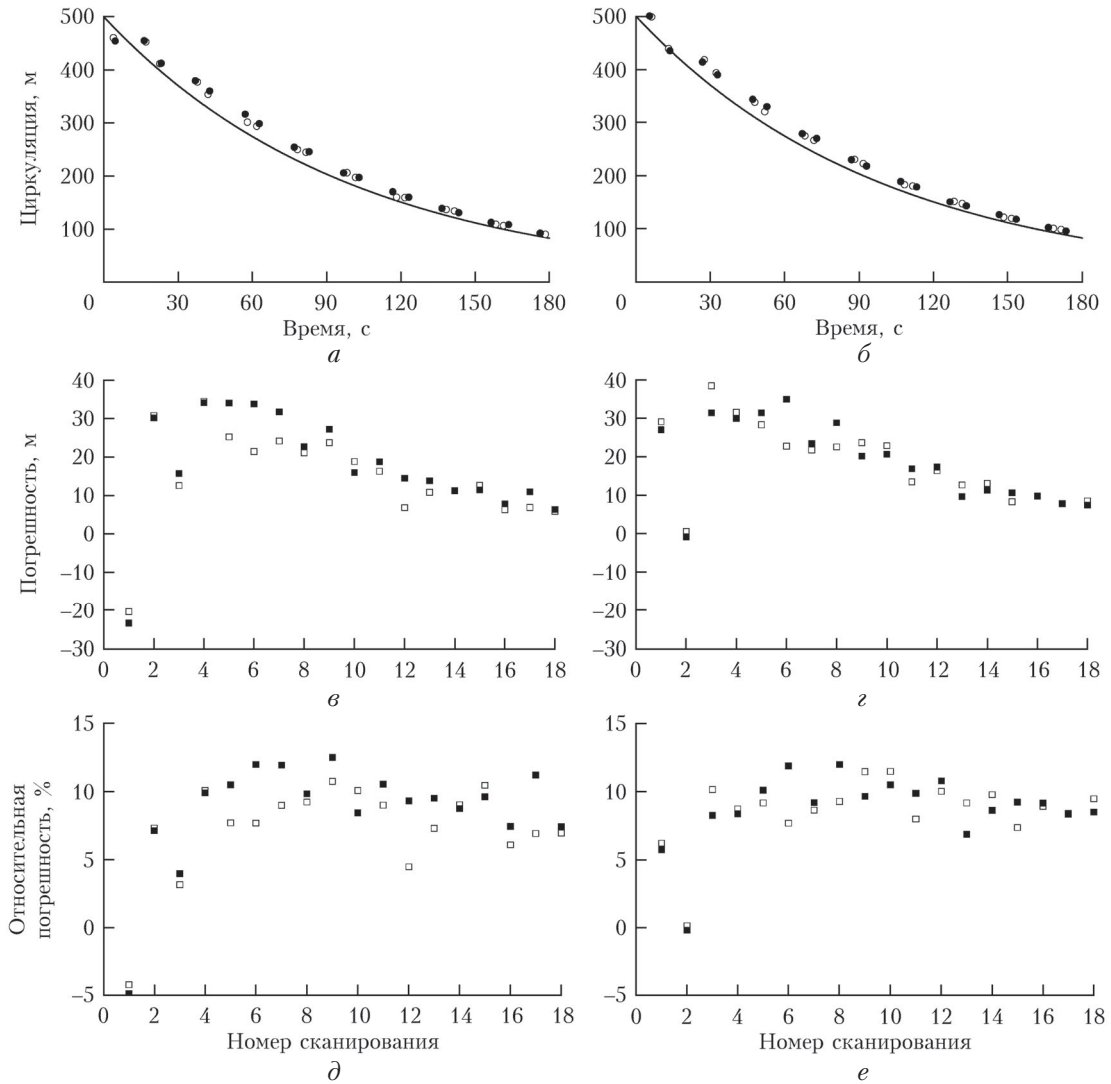 500
400
300
200
100
0
30 60 90 120 150 180
Циркуляция, м
Время, с
а
500
400
300
200
100
0
30 60 90 120 150 180
Время, с
б
40
30
20
10
0
–10
–20
–30
0 2 4 6 8 10 12 14 16 18
Погрешность, м
в
40
30
20
10
0
–10
–20
–30
0 2 4 6 8 10 12 14 16 18
г
15
10
5
0
–5
0 2 4 6 8 10 12 14 16 18
Относительная
погрешность, %
Номер сканирования
д
15
10
5
0
–5
0 2 4 6 8 10 12 14 16 18
Номер сканирования
е